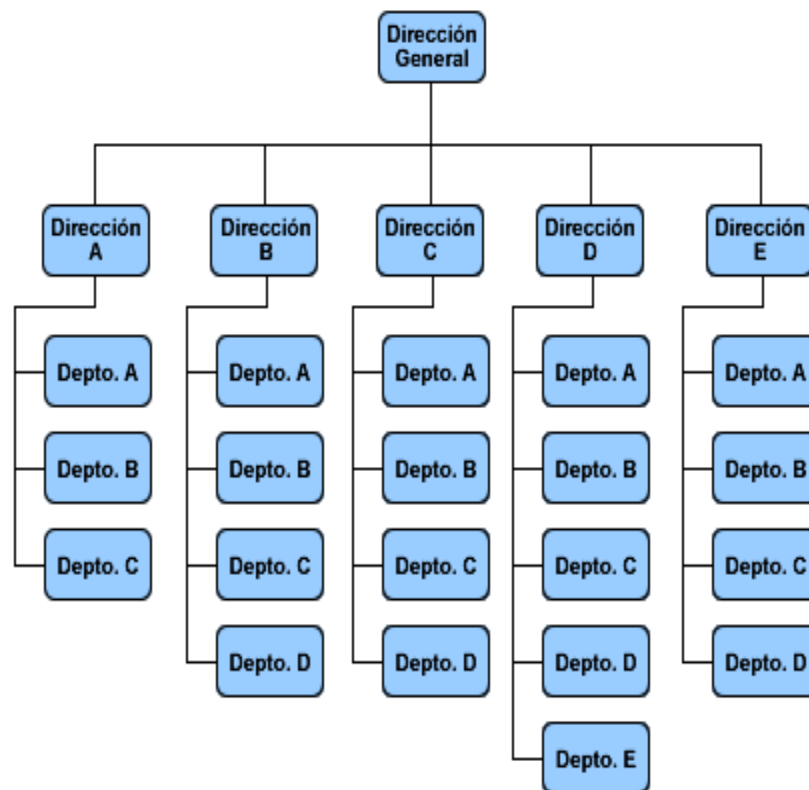 Dirección
General
Dirección
A
Dirección
B
Dirección
C
Dirección
D
Dirección
E
Depto. A
Depto. A
Depto. A
Depto. A
Depto. A
Depto. B
Depto. B
Depto. B
Depto. B
Depto. B
Depto. C
Depto. C
Depto. C
Depto. C
Depto. C
Depto. D
Depto. D
Depto. D
Depto. D
Depto. E